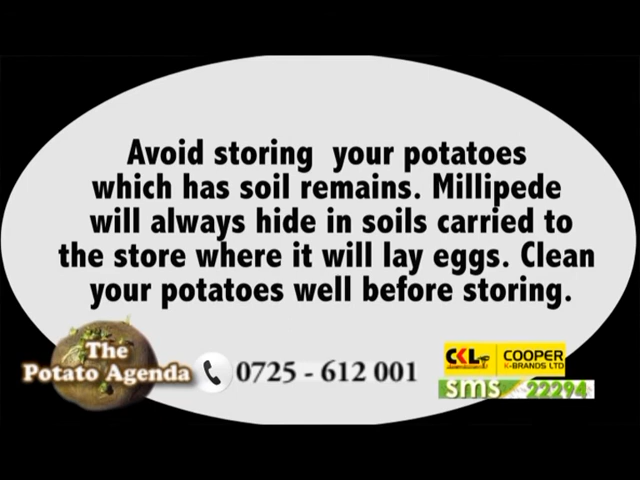 Avoid storing  your potatoes
which has soil remains. Millipede
will always hide in soils carried to
the store where it will lay eggs. Clean
your potatoes well before storing.
The
Potato Agenda
0725 - 612 001
CKL
COOPER
K-BRANDS LTD
sms 22294